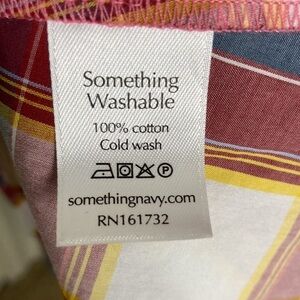 Something
Washable
100% cotton
Cold wash
somethingnavy.com
RN161732